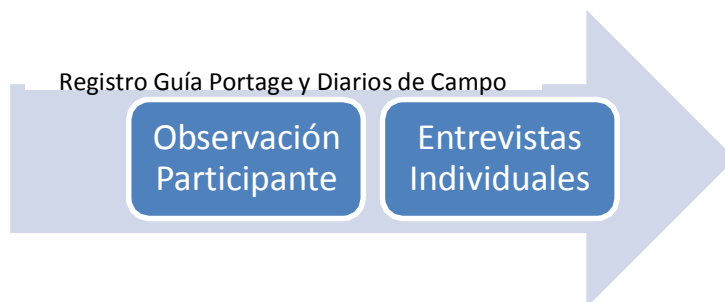 Registro Guía Portage y Diarios de Campo
Observación
Participante
Entrevistas
Individuales